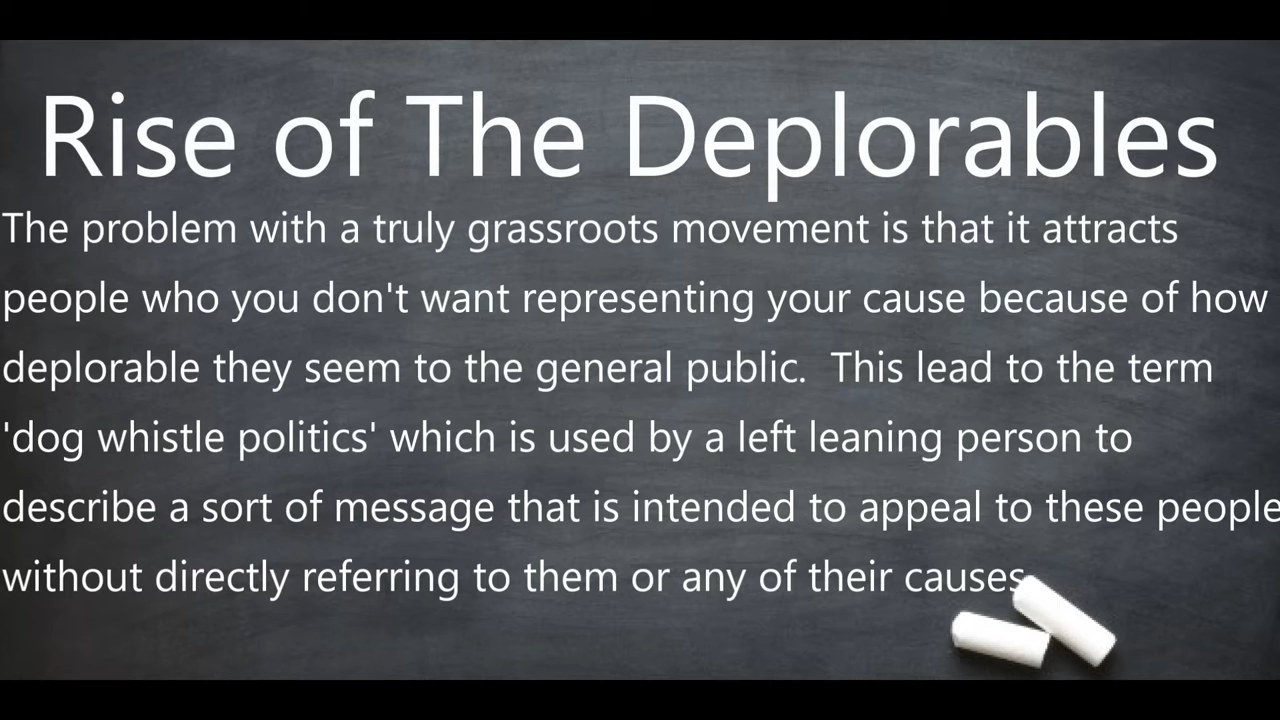 Rise of The Deplorables
The problem with a truly grassroots movement is that it attracts
people who you don't want representing your cause because of how
deplorable they seem to the general public.  This lead to the term
'dog whistle politics' which is used by a left leaning person to
describe a sort of message that is intended to appeal to these people
without directly referring to them or any of their causes